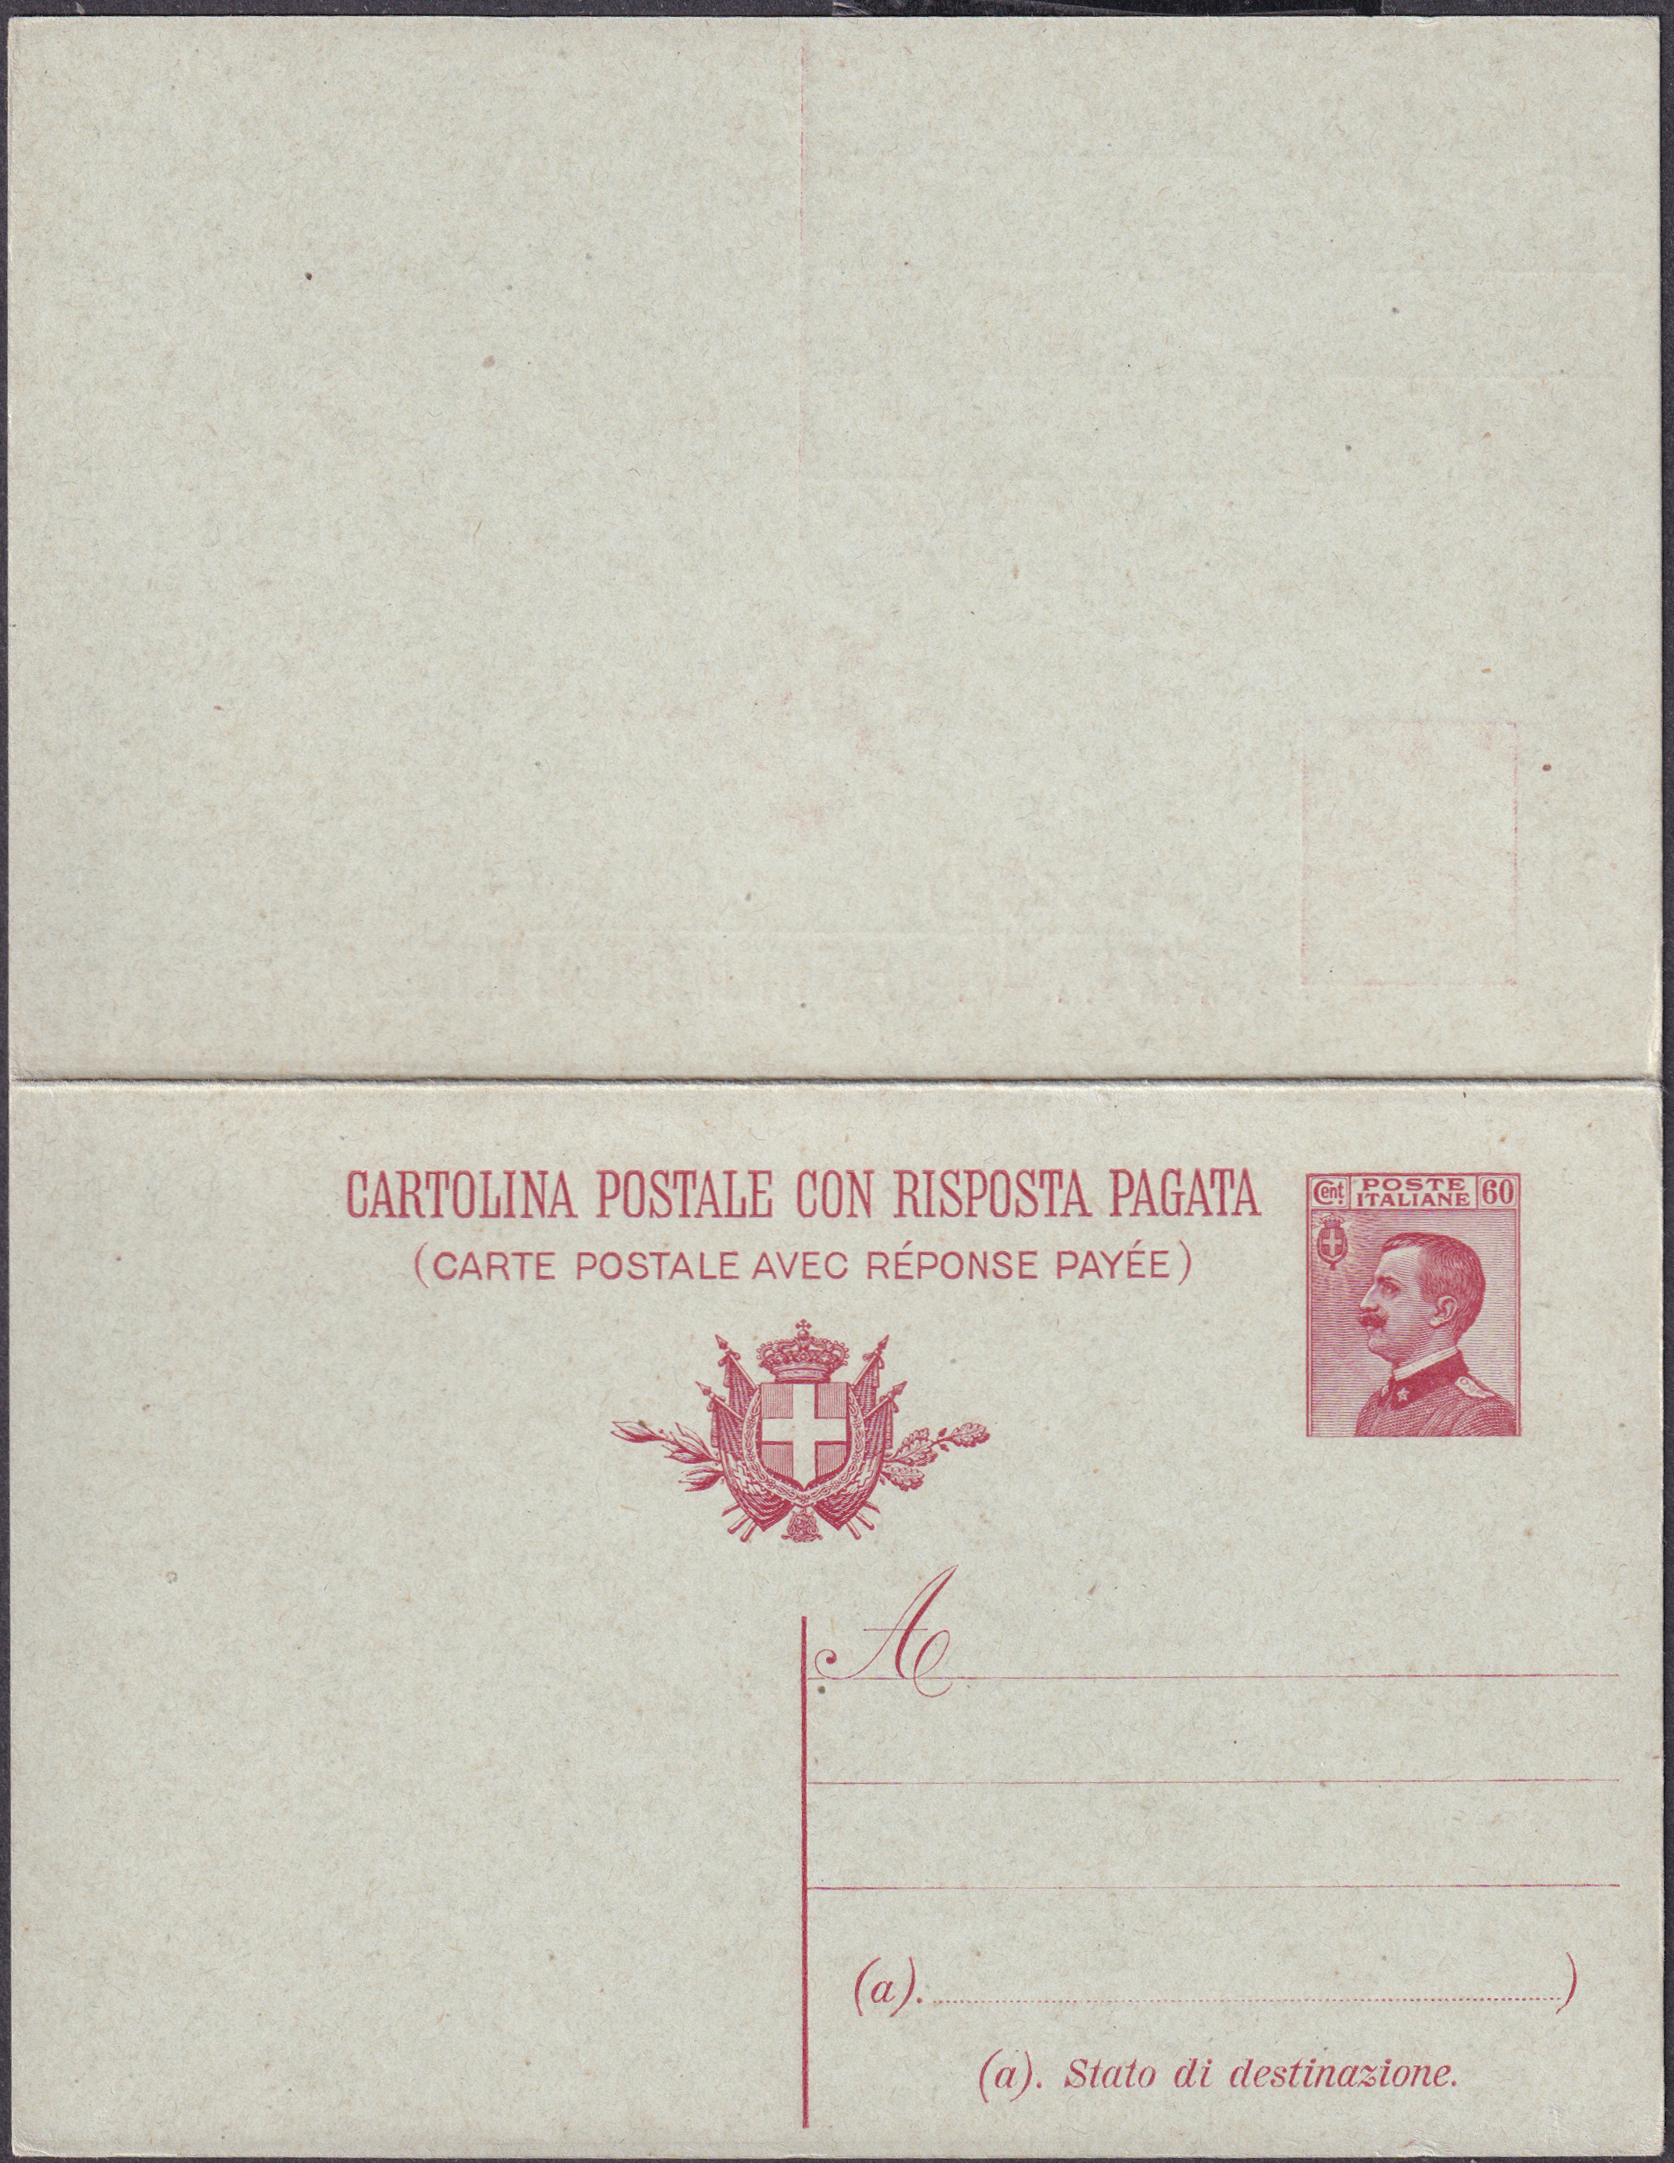 CARTOLINA POSTALE CON RISPOSTA PAGATA
(CARTE POSTALE AVEC RÉPONSE PAYÉE)
Cent. POSTE ITALIANE 60
A
(a). )
(a). Stato di destinazione.